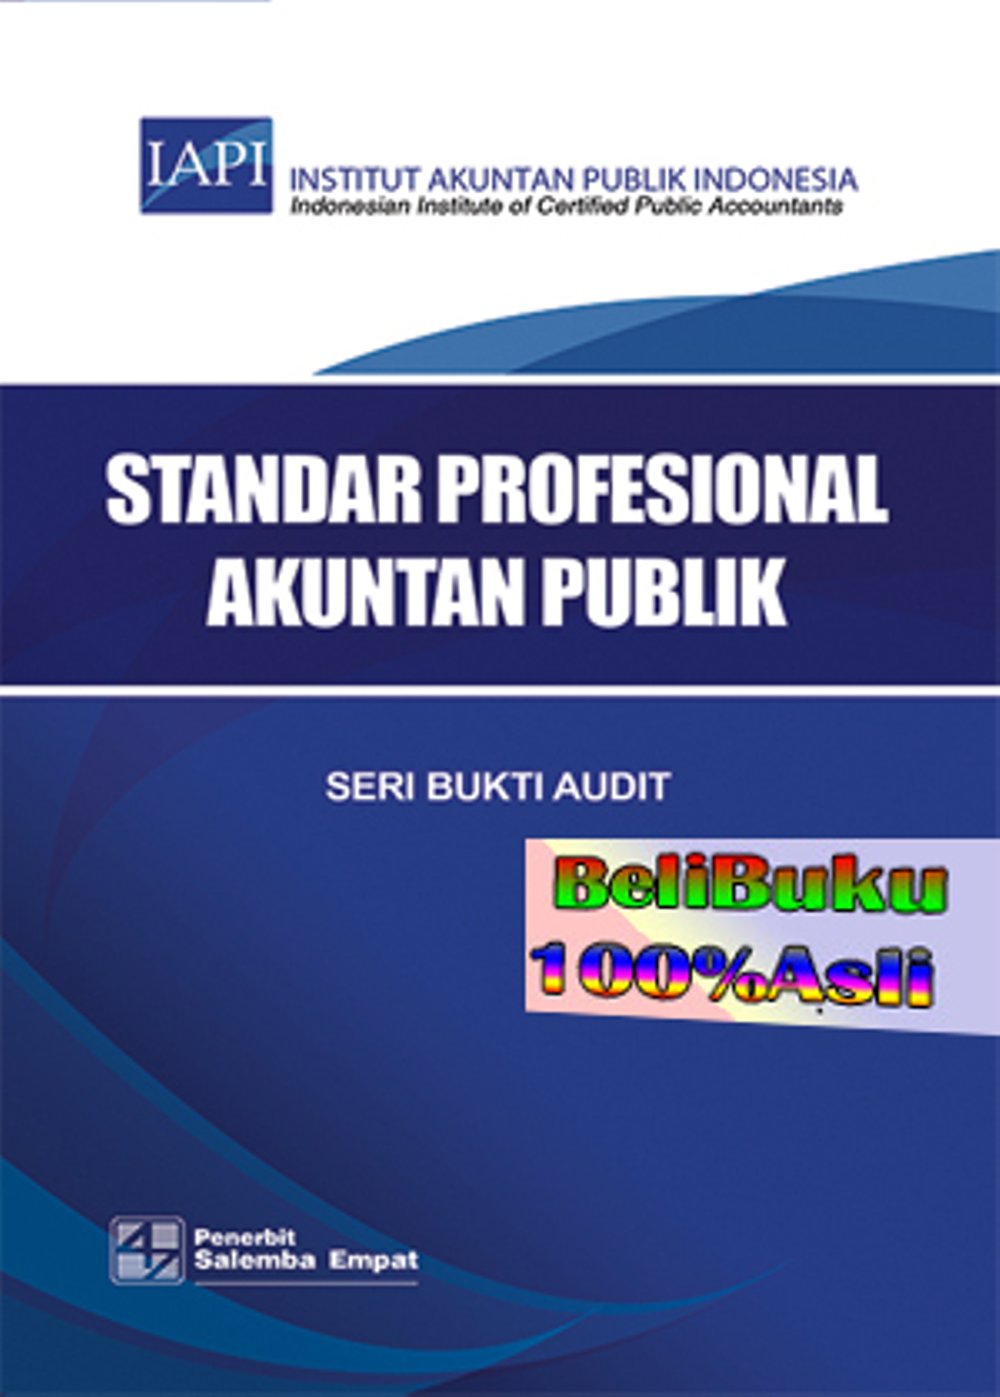 IAPI
INSTITUT AKUNTAN PUBLIK INDONESIA
Indonesian Institute of Certified Public Accountants
STANDAR PROFESIONAL
AKUNTAN PUBLIK
SERI BUKTI AUDIT
BeliBuku
100%Asli
Penerbit
Salemba Empat